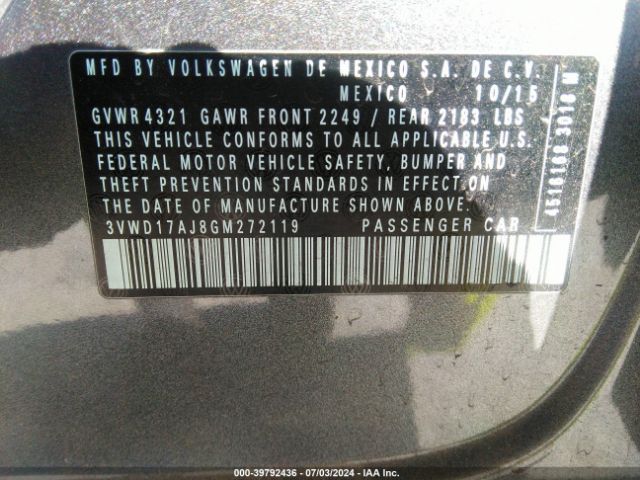 MFD BY VOLKSWAGEN DE MEXICO S.A. DE C.V.
MEXICO 10/15
GVWR 4321 GAWR FRONT 2249 / REAR 2183 LBS
THIS VEHICLE CONFORMS TO ALL APPLICABLE U.S.
FEDERAL MOTOR VEHICLE SAFETY, BUMPER AND
THEFT PREVENTION STANDARDS IN EFFECT ON
THE DATE OF MANUFACTURE SHOWN ABOVE.
3VWD17AJ8GM272119 PASSENGER CAR
000-39792436 - 07/03/2024 - IAA Inc.